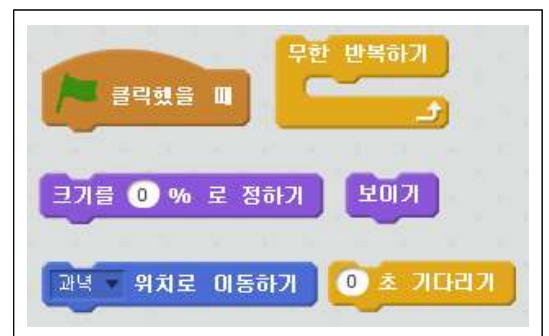 무한 반복하기
클릭했을 때
크기를 0 % 로 정하기 보이기
과녁 위치로 이동하기 0 초 기다리기